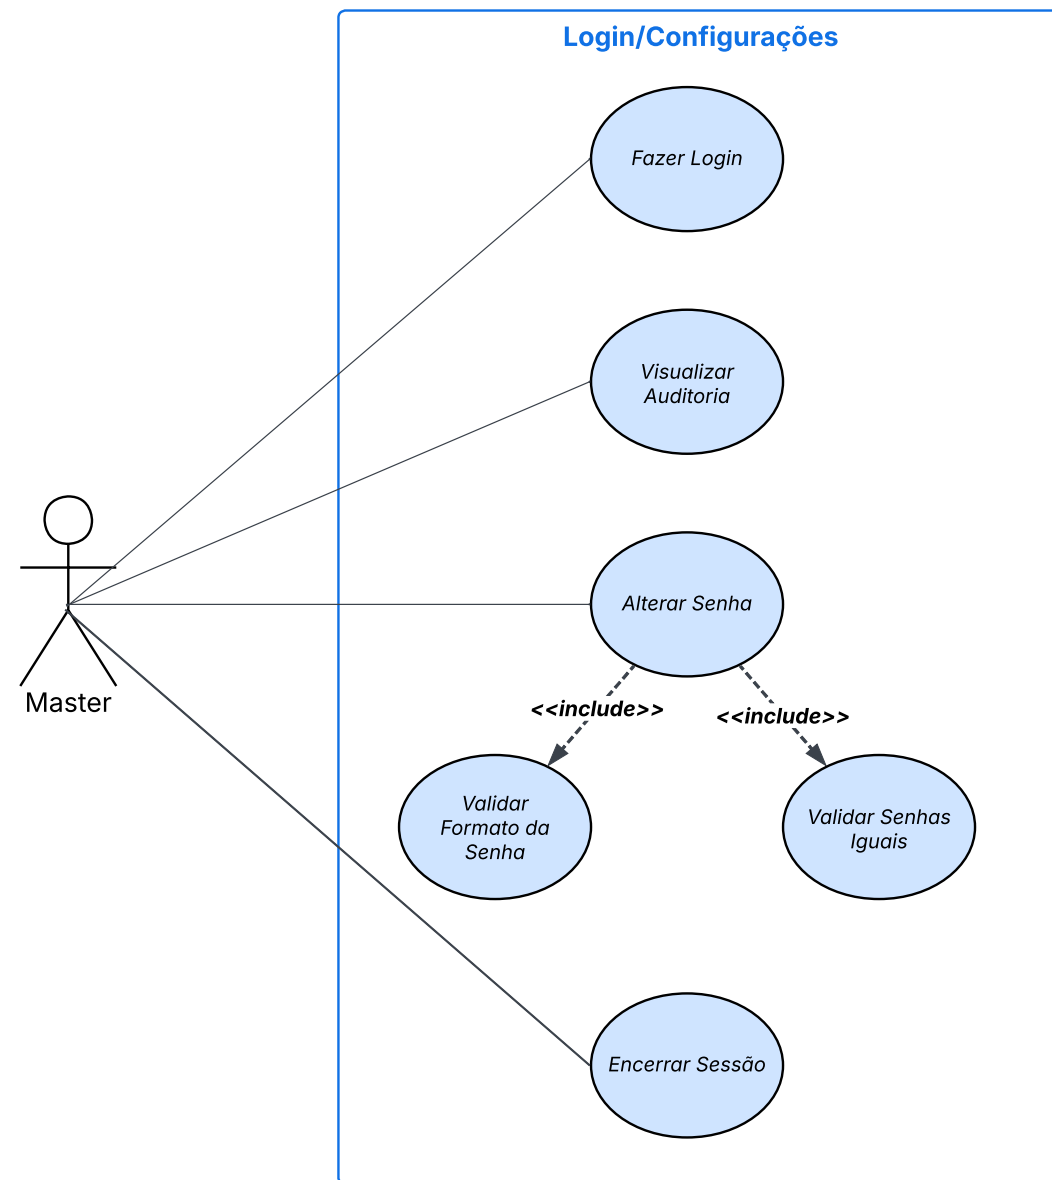 Login/Configurações
Fazer Login
Visualizar
Auditoria
Master
Alterar Senha
<<include>>
<<include>>
Validar
Formato da
Senha
Validar Senhas
Iguais
Encerrar Sessão